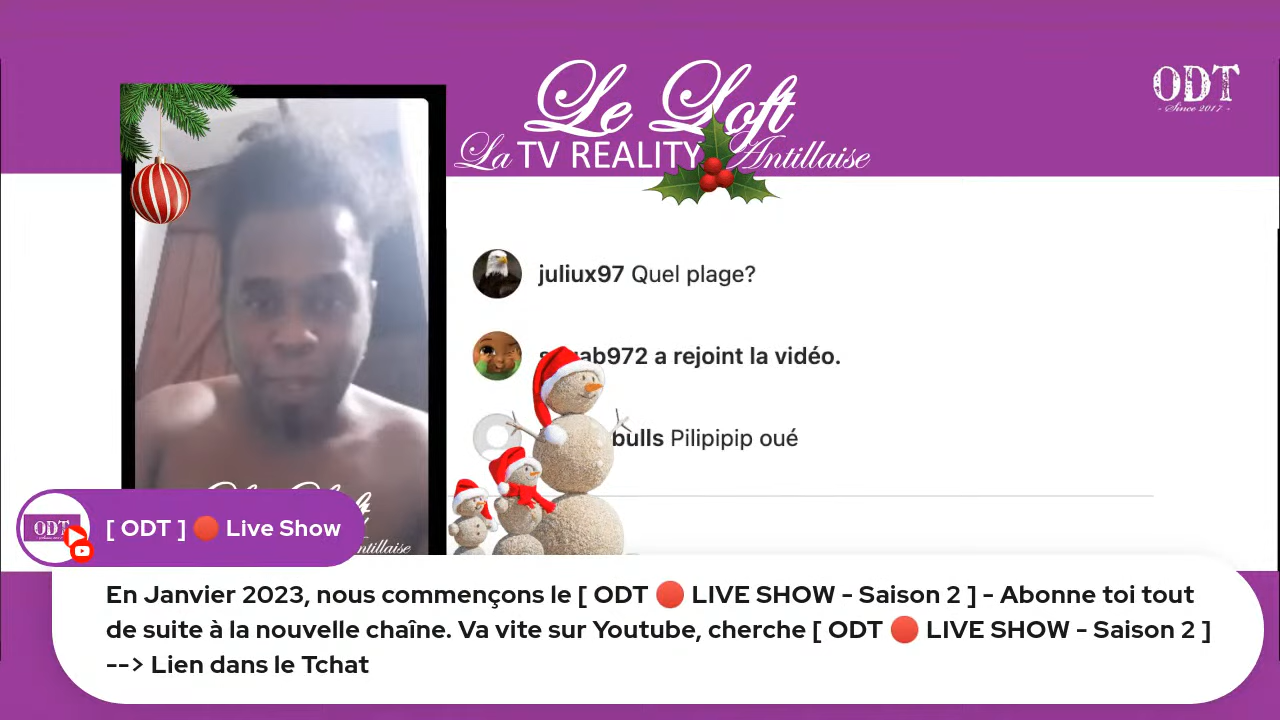 Le Loft
La TV REALITY Antillaise
ODT
- Since 2017 -
juliux97 Quel plage?
a rejoint la vidéo.
bulls Pilipipip oué
ODT
[ ODT ] 🔴 Live Show
En Janvier 2023, nous commençons le [ ODT 🔴 LIVE SHOW - Saison 2 ] - Abonne toi tout
de suite à la nouvelle chaîne. Va vite sur Youtube, cherche [ ODT 🔴 LIVE SHOW - Saison 2 ]
--> Lien dans le Tchat